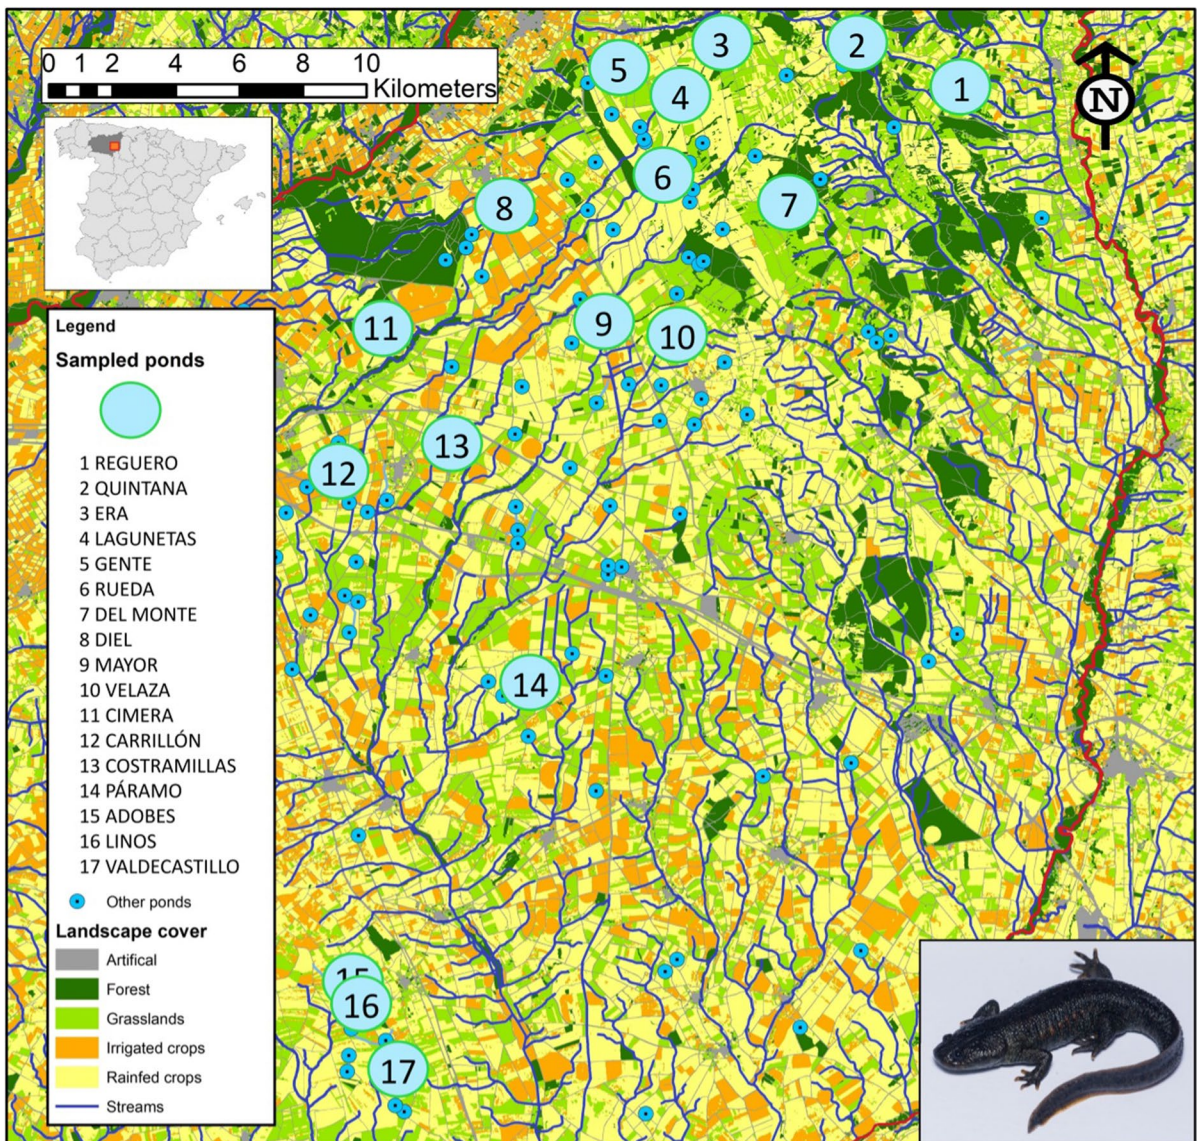 0 1 2 4 6 8 10
Kilometers
N
1
2
3
4
5
6
7
8
9
10
11
12
13
14
15
16
17
Legend
Sampled ponds
1 REGUERO
2 QUINTANA
3 ERA
4 LAGUNETAS
5 GENTE
6 RUEDA
7 DEL MONTE
8 DIEL
9 MAYOR
10 VELAZA
11 CIMERA
12 CARRILLÓN
13 COSTRAMILLAS
14 PÁRAMO
15 ADOBES
16 LINOS
17 VALDECASTILLO
Other ponds
Landscape cover
Artifical
Forest
Grasslands
Irrigated crops
Rainfed crops
Streams